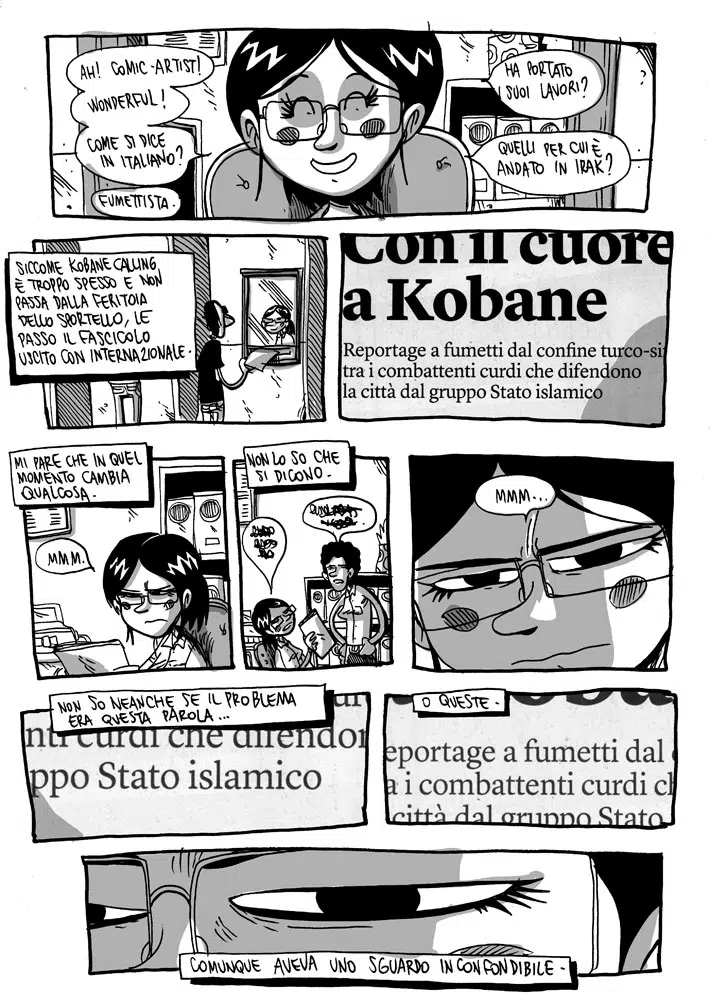 AH! COMIC-ARTIST!
WONDERFUL!
COME SI DICE
IN ITALIANO?
FUMETTISTA.
HA PORTATO
I SUOI LAVORI?
QUELLI PER CUI È
ANDATO IN IRAK?
SICCOME KOBANE CALLING
È TROPPO SPESSO E NON
PASSA DALLA FERITOIA
DELLO SPORTELLO, LE
PASSO IL FASCICOLO
USCITO CON INTERNAZIONALE.
Con il cuore
a Kobane
Reportage a fumetti dal confine turco-si
tra i combattenti curdi che difendono
la città dal gruppo Stato islamico
MI PARE CHE IN QUEL
MOMENTO CAMBIA
QUALCOSA.
MMM.
NON LO SO CHE
SI DICONO.
MMM...
NON SO NEANCHE SE IL PROBLEMA
ERA QUESTA PAROLA...
nti curdi che difendon
ppo Stato islamico
O QUESTE.
eportage a fumetti dal
a i combattenti curdi ch
città dal gruppo Stato
COMUNQUE AVEVA UNO SGUARDO INCONFONDIBILE.